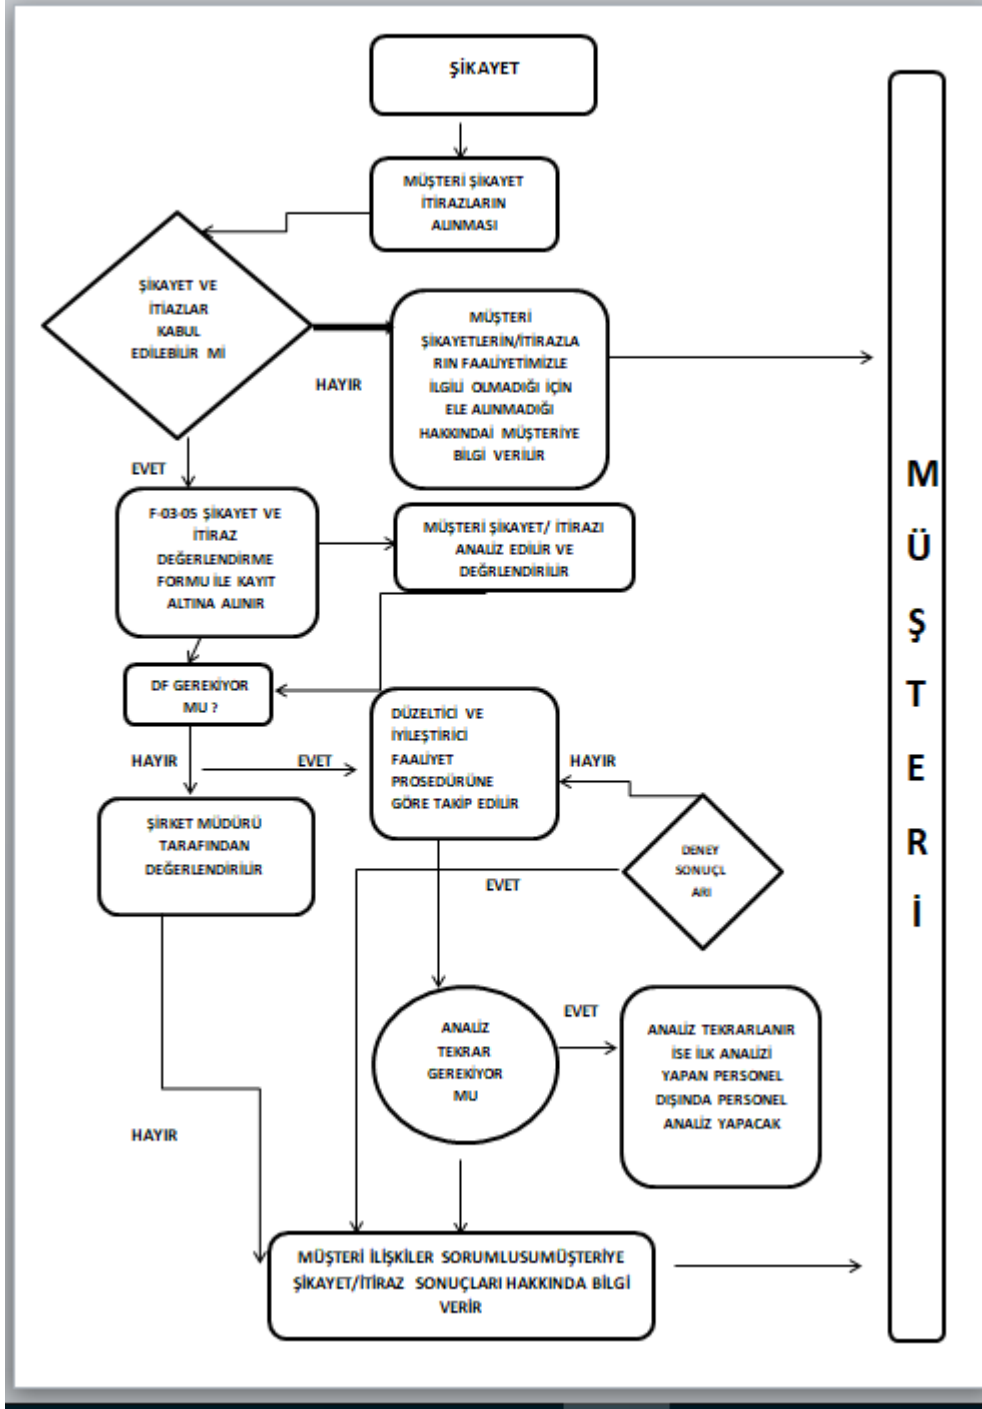 ŞİKAYET
MÜŞTERİ ŞİKAYET
İTİRAZLARIN
ALINMASI
ŞİKAYET VE
İTİAZLAR
KABUL
EDİLEBİLİR Mİ
HAYIR
MÜŞTERİ
ŞİKAYETLERİN/İTİRAZLA
RIN FAALİYETİMİZLE
İLGİLİ OLMADIĞI İÇİN
ELE ALINMADIĞI
HAKKINDAİ MÜŞTERİYE
BİLGİ VERİLİR
EVET
F-03-05 ŞİKAYET VE
İTİRAZ
DEĞERLENDİRME
FORMU İLE KAYIT
ALTINA ALINIR
MÜŞTERİ ŞİKAYET/ İTİRAZI
ANALİZ EDİLİR VE
DEĞRLENDİRİLİR
DF GEREKİYOR
MU ?
HAYIR
EVET
DÜZELTİCİ VE
İYİLEŞTİRİCİ
FAALİYET
PROSEDÜRÜNE
GÖRE TAKİP EDİLİR
HAYIR
ŞİRKET MÜDÜRÜ
TARAFINDAN
DEĞERLENDİRİLİR
DENEY
SONUÇL
ARI
EVET
ANALİZ
TEKRAR
GEREKİYOR
MU
EVET
ANALİZ TEKRARLANIR
İSE İLK ANALİZİ
YAPAN PERSONEL
DIŞINDA PERSONEL
ANALİZ YAPACAK
HAYIR
MÜŞTERİ İLİŞKİLER SORUMLUSUMÜŞTERİYE
ŞİKAYET/İTİRAZ SONUÇLARI HAKKINDA BİLGİ
VERİR
M
Ü
Ş
T
E
R
İ